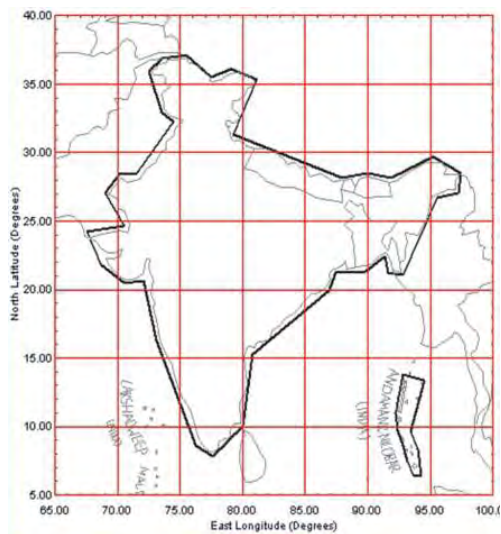 40.00
35.00
30.00
25.00
20.00
15.00
10.00
5.00
North Latitude (Degrees)
LAKSHADWEEP
(INDIA)
MALD
ANDAMAN-NICOBAR
(INDIA)
65.00 70.00 75.00 80.00 85.00 90.00 95.00 100.0
East Longitude (Degrees)